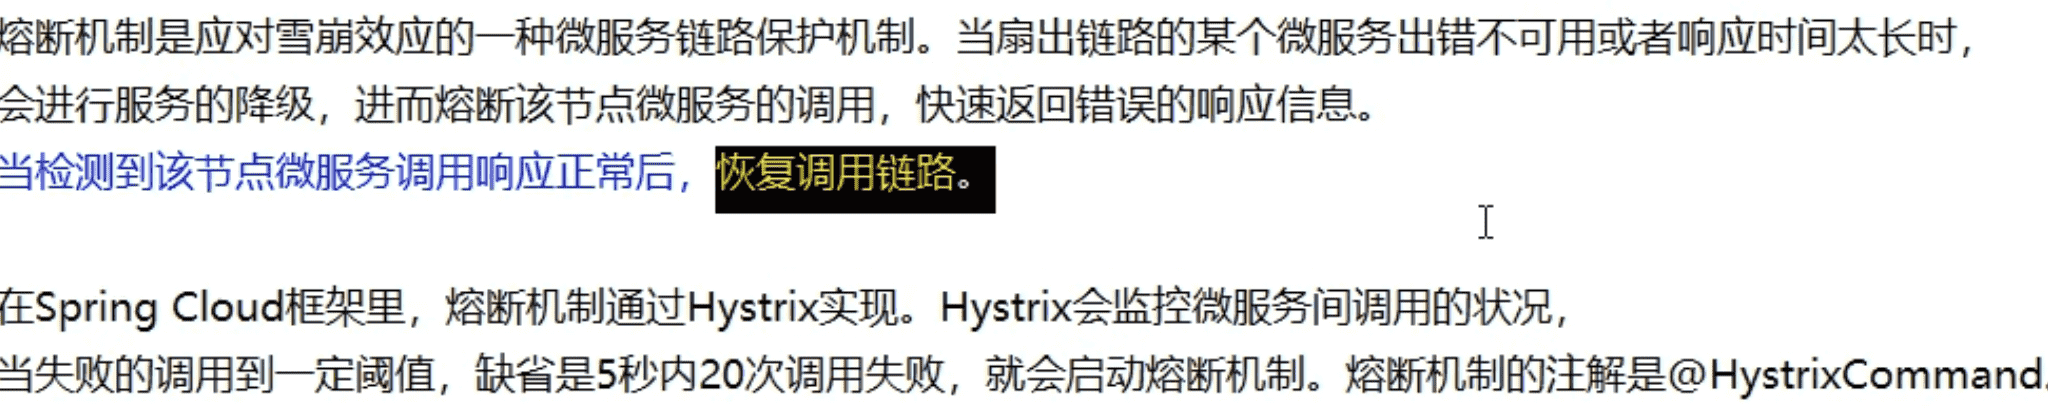 熔断机制是应对雪崩效应的一种微服务链路保护机制。当扇出链路的某个微服务出错不可用或者响应时间太长时，
会进行服务的降级，进而熔断该节点微服务的调用，快速返回错误的响应信息。
当检测到该节点微服务调用响应正常后，恢复调用链路。
在Spring Cloud框架里，熔断机制通过Hystrix实现。Hystrix会监控微服务间调用的状况，
当失败的调用到一定阈值，缺省是5秒内20次调用失败，就会启动熔断机制。熔断机制的注解是@HystrixCommand.